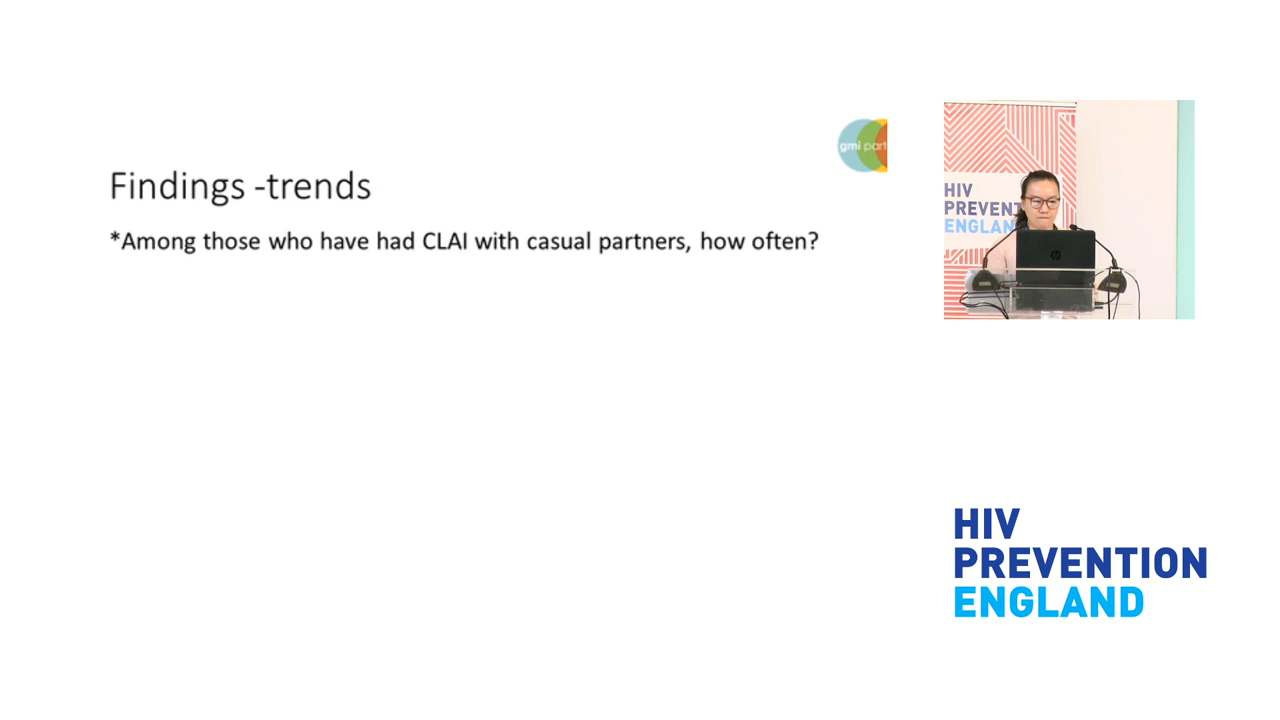 gmi part
Findings -trends
*Among those who have had CLAI with casual partners, how often?
HIV
PREVENT
ENGLAN
HIV
PREVENTION
ENGLAND